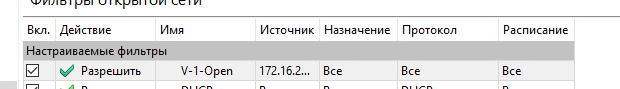 Фильтры открытой сети
Вкл. Действие Имя Источник Назначение Протокол Расписание
Настраиваемые фильтры
Разрешить V-1-Open 172.16.2... Все Все Все